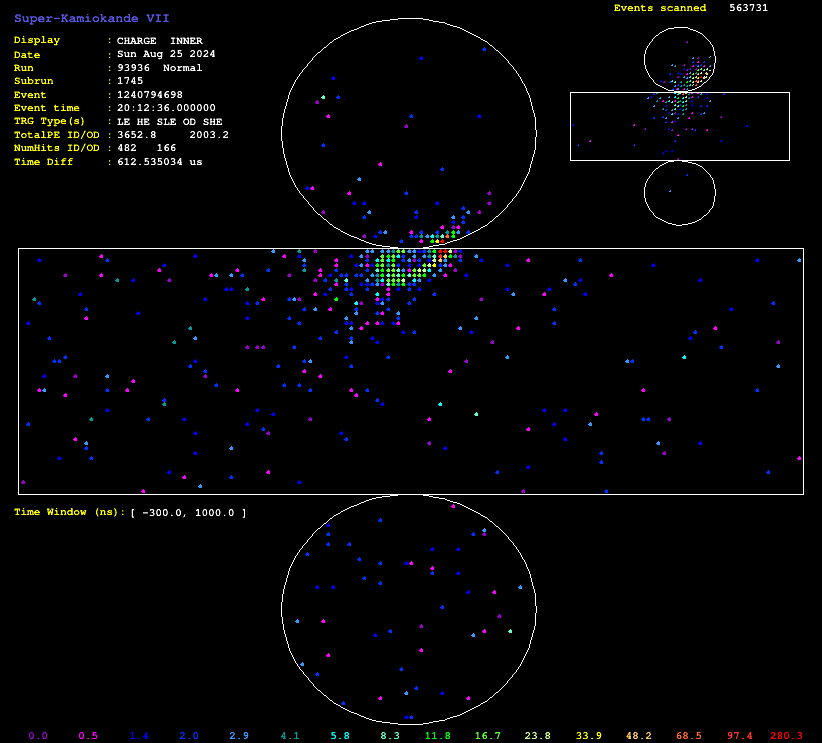 Super-Kamiokande VII
Events scanned 563731
Display : CHARGE INNER
Date : Sun Aug 25 2024
Run : 93936 Normal
Subrun : 1745
Event : 1240794698
Event time : 20:12:36.000000
TRG Type(s) : LE HE SLE OD SHE
TotalPE ID/OD : 3652.8 2003.2
NumHits ID/OD : 482 166
Time Diff : 612.535034 us
Time Window (ns): [ -300.0, 1000.0 ]
0.0 0.5 1.4 2.0 2.9 4.1 5.8 8.3 11.8 16.7 23.8 33.9 48.2 68.5 97.4 280.3